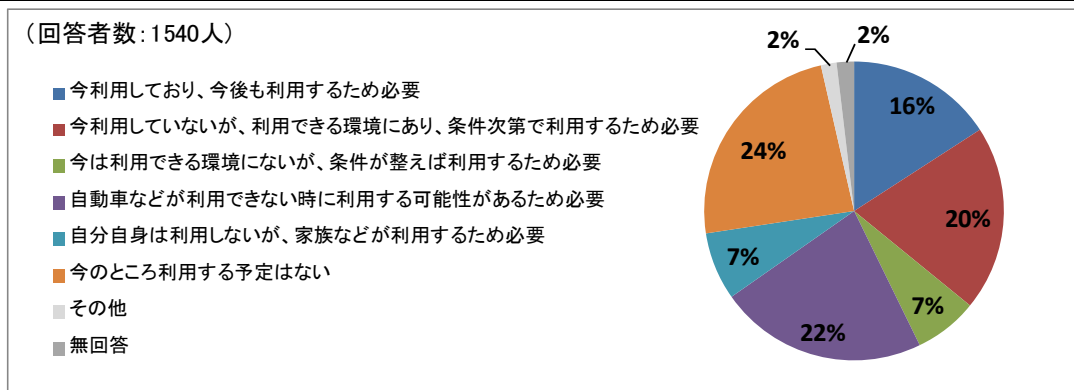 （回答者数：1540人）
今利用しており、今後も利用するため必要
今利用していないが、利用できる環境にあり、条件次第で利用するため必要
今は利用できる環境にないが、条件が整えば利用するため必要
自動車などが利用できない時に利用する可能性があるため必要
自分自身は利用しないが、家族などが利用するため必要
今のところ利用する予定はない
その他
無回答
2%
2%
16%
24%
20%
7%
7%
22%